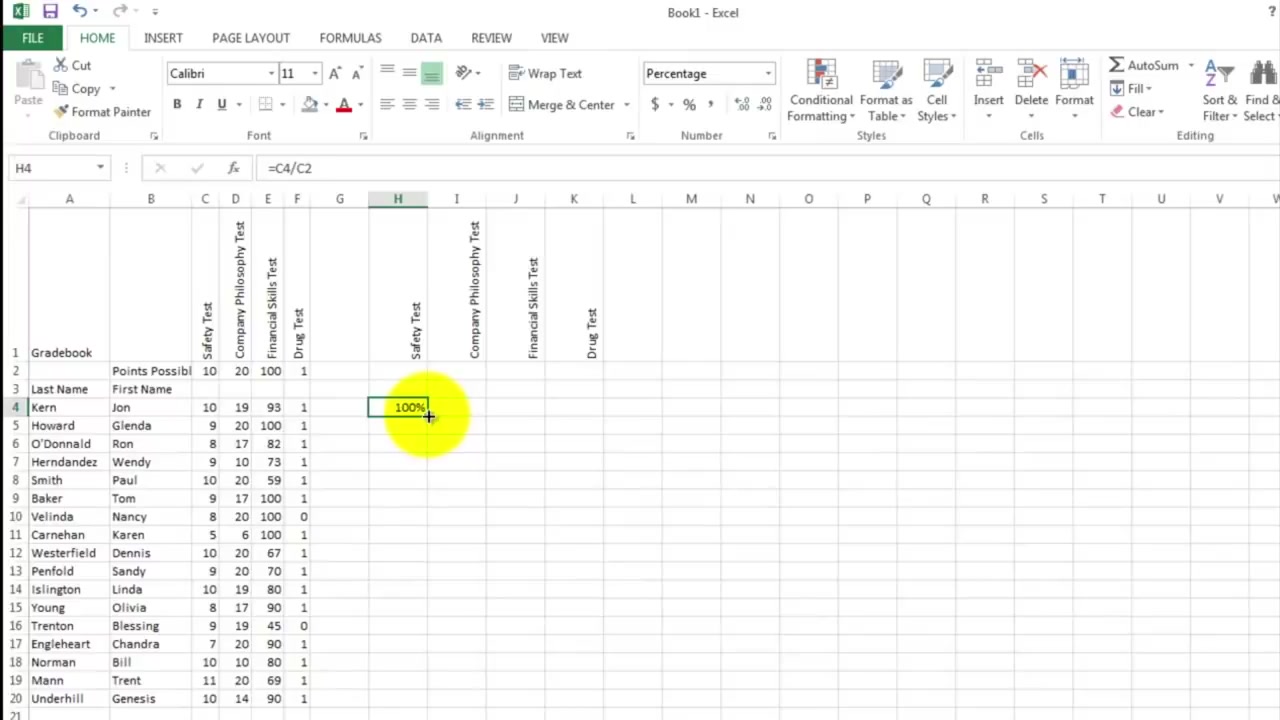 Book1 - Excel
?
FILE HOME INSERT PAGE LAYOUT FORMULAS DATA REVIEW VIEW
Cut
Copy
Format Painter
Paste
Clipboard
Calibri 11
B I U
Font
Wrap Text
Merge & Center
Alignment
Percentage
$ % ,
Number
Conditional Formatting
Format as Table
Cell Styles
Styles
Insert Delete Format
Cells
AutoSum
Fill
Clear
Sort & Filter
Find & Select
Editing
H4 fx =C4/C2
A B C D E F G H I J K L M N O P Q R S T U V W
1 Gradebook Safety Test Company Philosophy Test Financial Skills Test Drug Test Safety Test Company Philosophy Test Financial Skills Test Drug Test
2 Points Possibl 10 20 100 1
3 Last Name First Name
4 Kern Jon 10 19 93 1 100%
5 Howard Glenda 9 20 100 1
6 O'Donnald Ron 8 17 82 1
7 Herndandez Wendy 9 10 73 1
8 Smith Paul 10 20 59 1
9 Baker Tom 9 17 100 1
10 Velinda Nancy 8 20 100 0
11 Carnehan Karen 5 6 100 1
12 Westerfield Dennis 10 20 67 1
13 Penfold Sandy 9 20 70 1
14 Islington Linda 10 19 80 1
15 Young Olivia 8 17 90 1
16 Trenton Blessing 9 19 45 0
17 Engleheart Chandra 7 20 90 1
18 Norman Bill 10 10 80 1
19 Mann Trent 11 20 69 1
20 Underhill Genesis 10 14 90 1
21